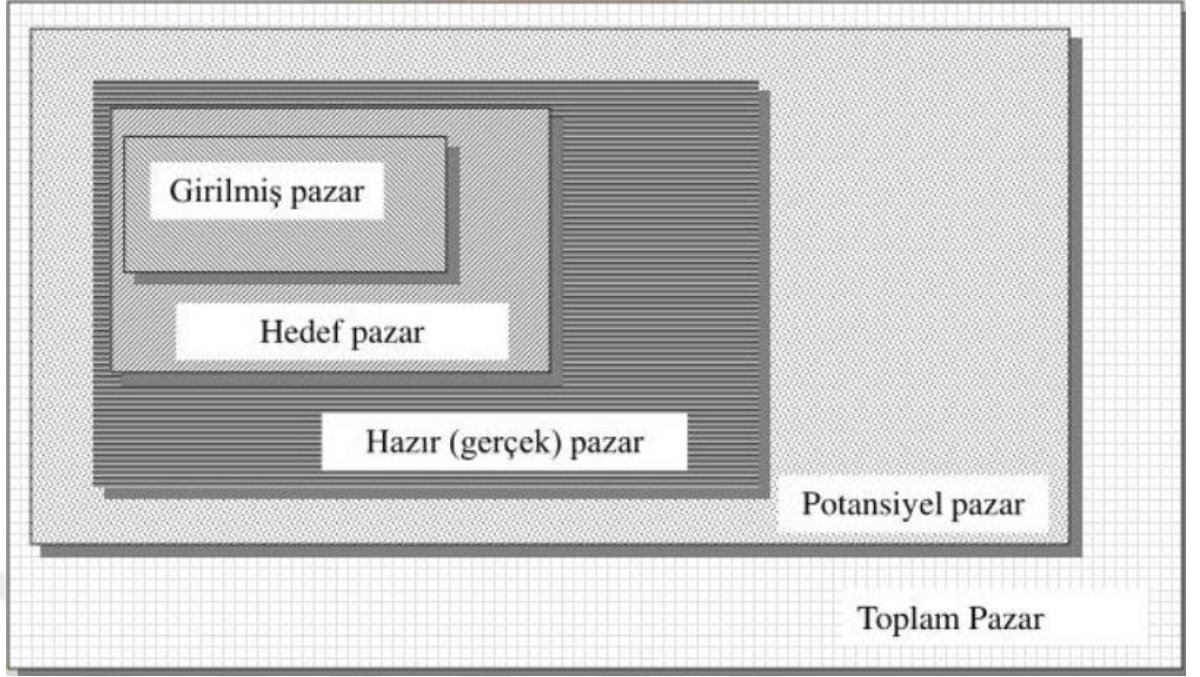 Girilmiş pazar
Hedef pazar
Hazır (gerçek) pazar
Potansiyel pazar
Toplam Pazar